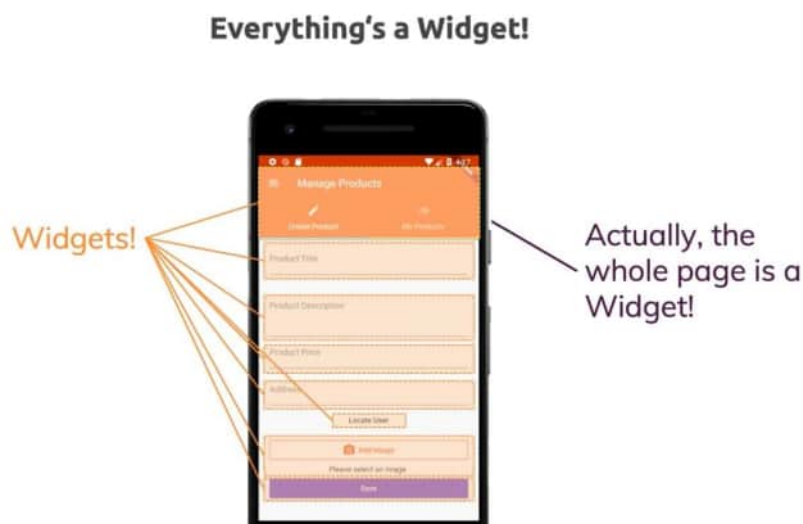 Everything's a Widget!
Manage Products
Create Product
My Products
Widgets!
Product Title
Actually, the
whole page is a
Widget!
Product Description
Product Price
Address
Locate User
Add Image
Please select an image.
Save